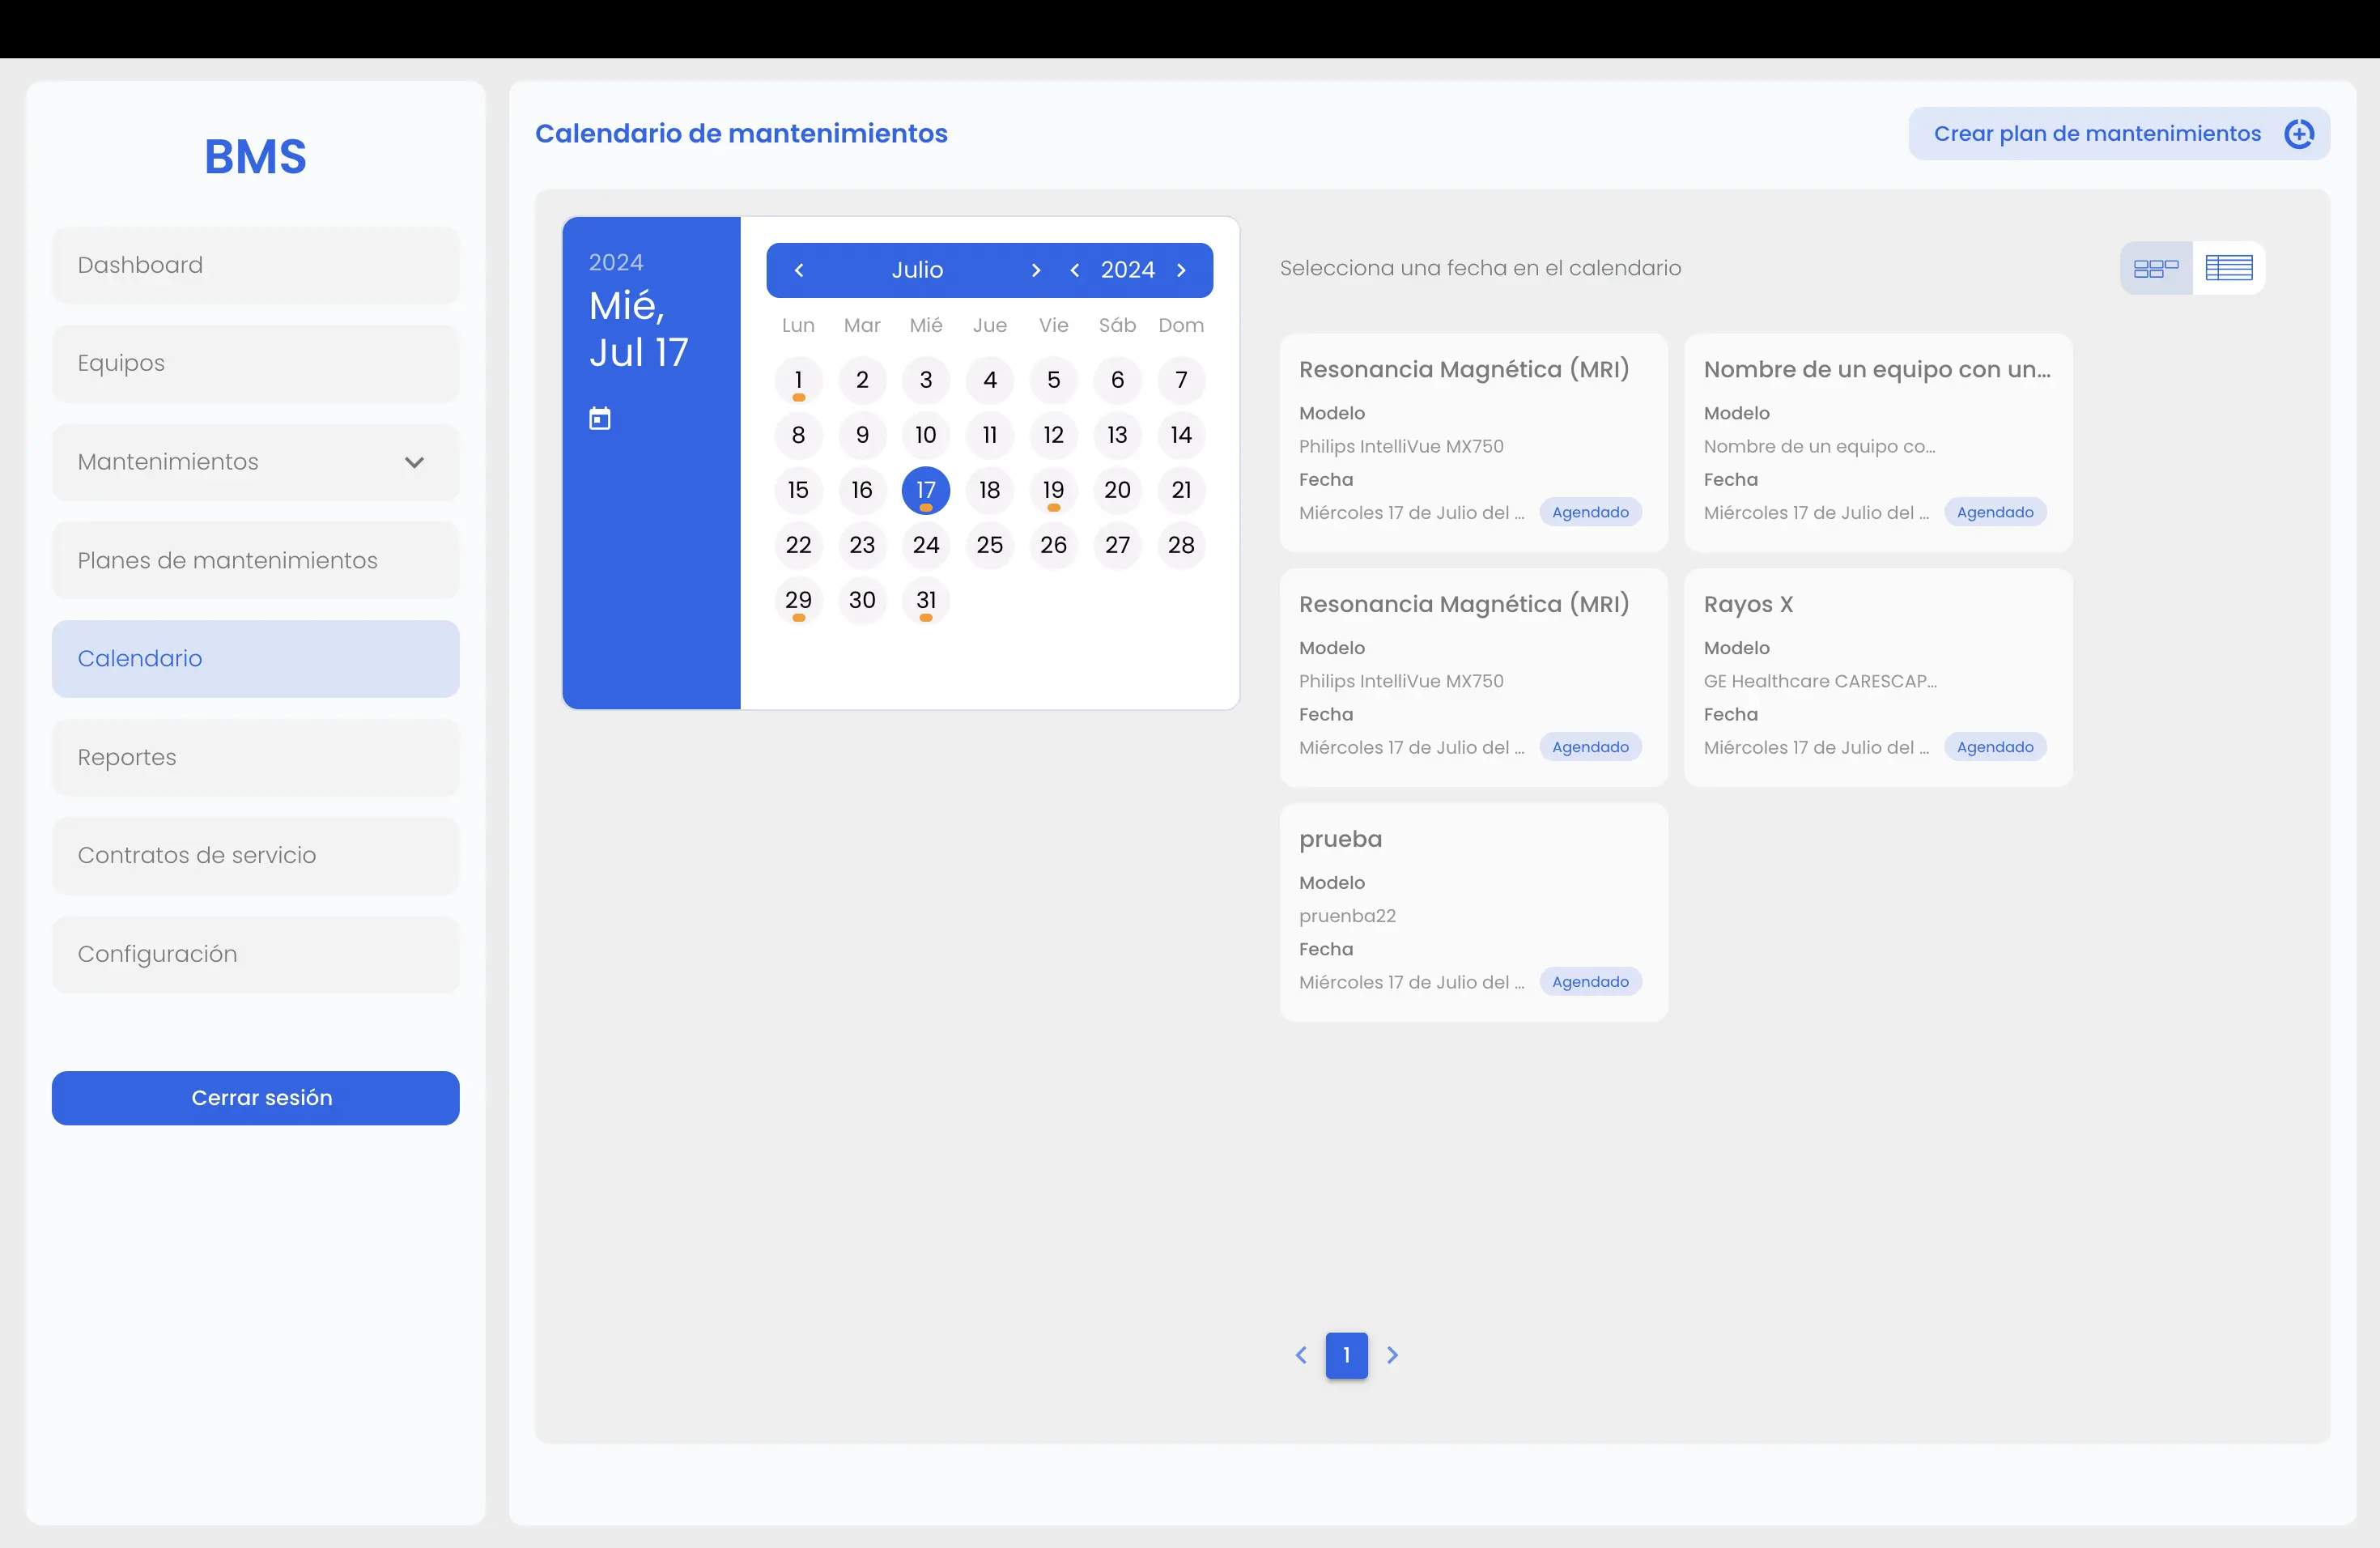 BMS
Dashboard
Equipos
Mantenimientos
Planes de mantenimientos
Calendario
Reportes
Contratos de servicio
Configuración
Cerrar sesión
Calendario de mantenimientos
Crear plan de mantenimientos
2024
Mié,
Jul 17
Julio 2024
Lun Mar Mié Jue Vie Sáb Dom
1 2 3 4 5 6 7
8 9 10 11 12 13 14
15 16 17 18 19 20 21
22 23 24 25 26 27 28
29 30 31
Selecciona una fecha en el calendario
Resonancia Magnética (MRI)
Modelo
Philips IntelliVue MX750
Fecha
Miércoles 17 de Julio del ... Agendado
Nombre de un equipo con un...
Modelo
Nombre de un equipo co...
Fecha
Miércoles 17 de Julio del ... Agendado
Resonancia Magnética (MRI)
Modelo
Philips IntelliVue MX750
Fecha
Miércoles 17 de Julio del ... Agendado
Rayos X
Modelo
GE Healthcare CARESCAP...
Fecha
Miércoles 17 de Julio del ... Agendado
prueba
Modelo
pruenba22
Fecha
Miércoles 17 de Julio del ... Agendado
1